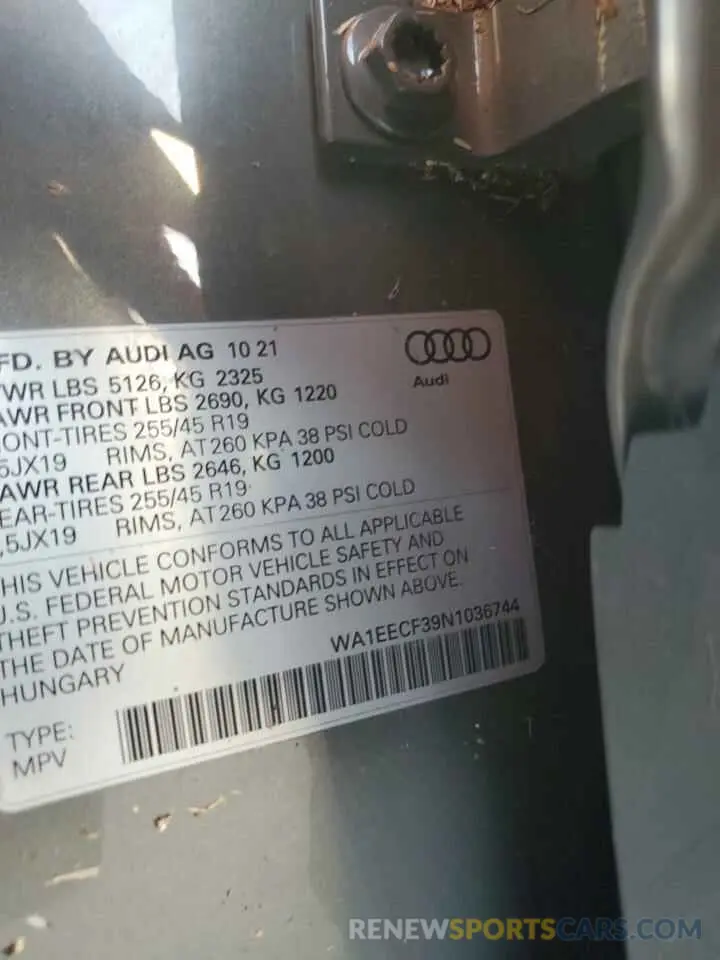 FD. BY AUDI AG 10 21
WR LBS 5126, KG 2325
AWR FRONT LBS 2690, KG 1220
ONT-TIRES 255/45 R19
5JX19 RIMS, AT 260 KPA 38 PSI COLD
AWR REAR LBS 2646, KG 1200
EAR-TIRES 255/45 R19
,5JX19 RIMS, AT 260 KPA 38 PSI COLD
HIS VEHICLE CONFORMS TO ALL APPLICABLE
U.S. FEDERAL MOTOR VEHICLE SAFETY AND
THEFT PREVENTION STANDARDS IN EFFECT ON
THE DATE OF MANUFACTURE SHOWN ABOVE.
HUNGARY
WA1EECF39N1036744
TYPE:
MPV
Audi
RENEWSPORTSCARS.COM